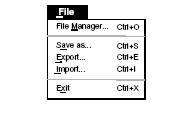 File
File Manager... Ctrl+O
Save as... Ctrl+S
Export... Ctrl+E
Import... Ctrl+I
Exit Ctrl+X